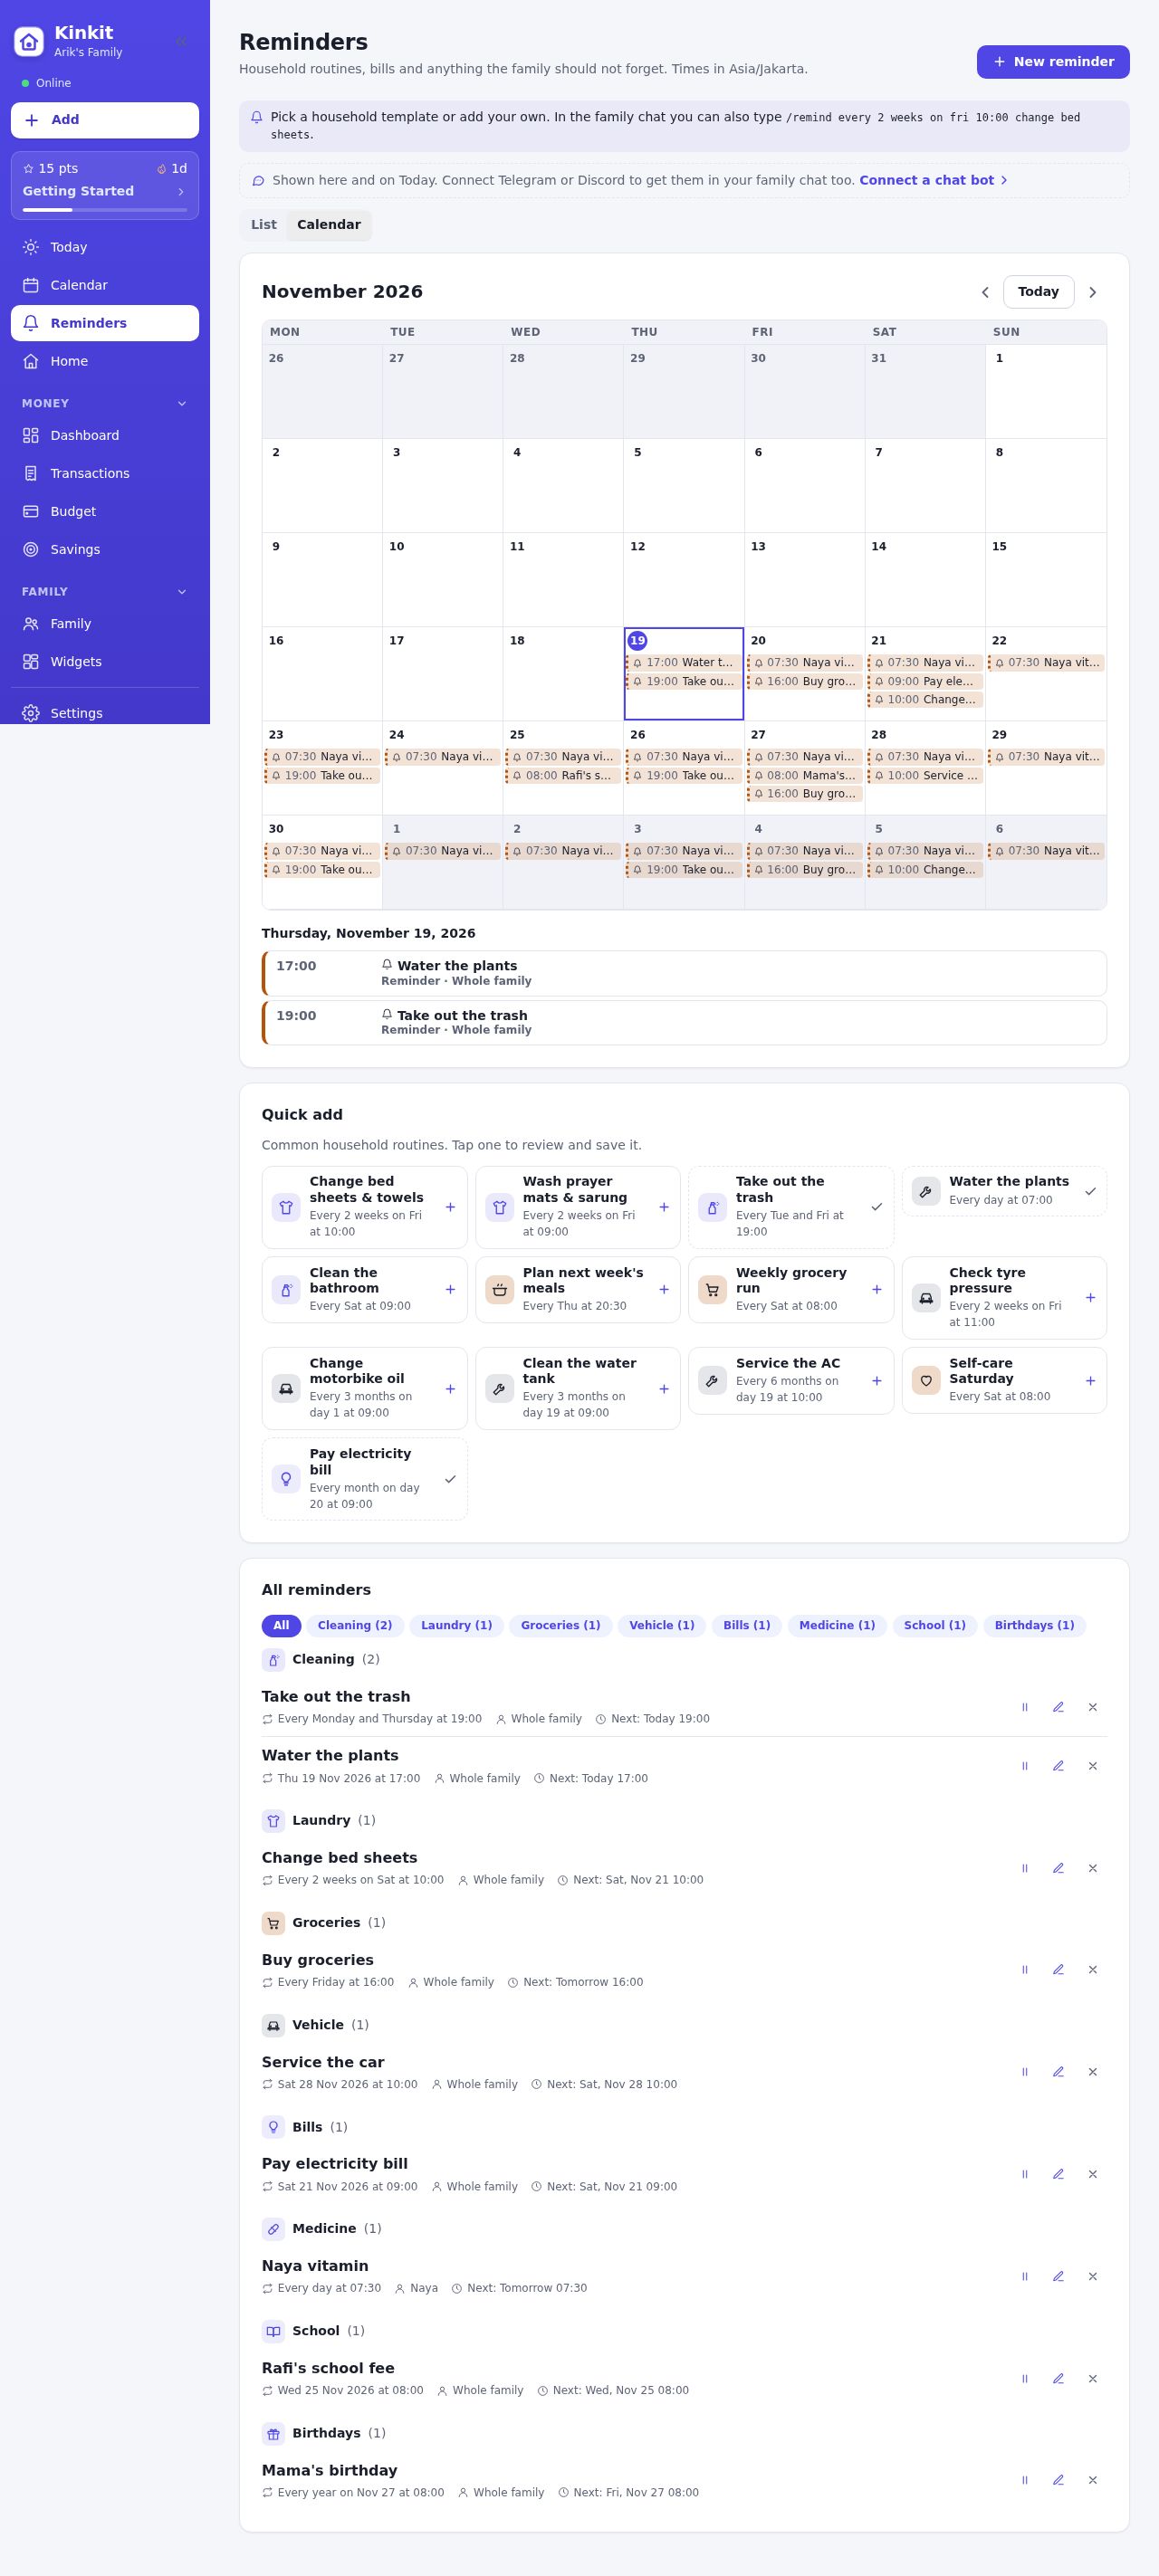 Kinkit
Arik's Family
Online
Add
15 pts
1d
Getting Started
Today
Calendar
Reminders
Home
MONEY
Dashboard
Transactions
Budget
Savings
FAMILY
Family
Widgets
Settings
Reminders
Household routines, bills and anything the family should not forget. Times in Asia/Jakarta.
New reminder
Pick a household template or add your own. In the family chat you can also type /remind every 2 weeks on fri 10:00 change bed
sheets.
Shown here and on Today. Connect Telegram or Discord to get them in your family chat too. Connect a chat bot
List
Calendar
November 2026
Today
MON TUE WED THU FRI SAT SUN
26 27 28 29 30 31 1
2 3 4 5 6 7 8
9 10 11 12 13 14 15
16 17 18 19 20 21 22
17:00 Water t... 07:30 Naya vi... 07:30 Naya vi... 07:30 Naya vit...
19:00 Take ou... 16:00 Buy gro... 09:00 Pay ele...
10:00 Change...
23 24 25 26 27 28 29
07:30 Naya vi... 07:30 Naya vi... 07:30 Naya vi... 07:30 Naya vi... 07:30 Naya vi... 07:30 Naya vi... 07:30 Naya vit...
19:00 Take ou... 08:00 Rafi's s... 19:00 Take ou... 08:00 Mama's... 10:00 Service ...
16:00 Buy gro...
30 1 2 3 4 5 6
07:30 Naya vi... 07:30 Naya vi... 07:30 Naya vi... 07:30 Naya vi... 07:30 Naya vi... 07:30 Naya vi... 07:30 Naya vit...
19:00 Take ou... 19:00 Take ou... 16:00 Buy gro... 10:00 Change...
Thursday, November 19, 2026
17:00
Water the plants
Reminder · Whole family
19:00
Take out the trash
Reminder · Whole family
Quick add
Common household routines. Tap one to review and save it.
Change bed
sheets & towels
Every 2 weeks on Fri
at 10:00
Wash prayer
mats & sarung
Every 2 weeks on Fri
at 09:00
Take out the
trash
Every Tue and Fri at
19:00
Water the plants
Every day at 07:00
Clean the
bathroom
Every Sat at 09:00
Plan next week's
meals
Every Thu at 20:30
Weekly grocery
run
Every Sat at 08:00
Check tyre
pressure
Every 2 weeks on Fri
at 11:00
Change
motorbike oil
Every 3 months on
day 1 at 09:00
Clean the water
tank
Every 3 months on
day 19 at 09:00
Service the AC
Every 6 months on
day 19 at 10:00
Self-care
Saturday
Every Sat at 08:00
Pay electricity
bill
Every month on day
20 at 09:00
All reminders
All
Cleaning (2)
Laundry (1)
Groceries (1)
Vehicle (1)
Bills (1)
Medicine (1)
School (1)
Birthdays (1)
Cleaning (2)
Take out the trash
Every Monday and Thursday at 19:00 Whole family Next: Today 19:00
Water the plants
Thu 19 Nov 2026 at 17:00 Whole family Next: Today 17:00
Laundry (1)
Change bed sheets
Every 2 weeks on Sat at 10:00 Whole family Next: Sat, Nov 21 10:00
Groceries (1)
Buy groceries
Every Friday at 16:00 Whole family Next: Tomorrow 16:00
Vehicle (1)
Service the car
Sat 28 Nov 2026 at 10:00 Whole family Next: Sat, Nov 28 10:00
Bills (1)
Pay electricity bill
Sat 21 Nov 2026 at 09:00 Whole family Next: Sat, Nov 21 09:00
Medicine (1)
Naya vitamin
Every day at 07:30 Naya Next: Tomorrow 07:30
School (1)
Rafi's school fee
Wed 25 Nov 2026 at 08:00 Whole family Next: Wed, Nov 25 08:00
Birthdays (1)
Mama's birthday
Every year on Nov 27 at 08:00 Whole family Next: Fri, Nov 27 08:00